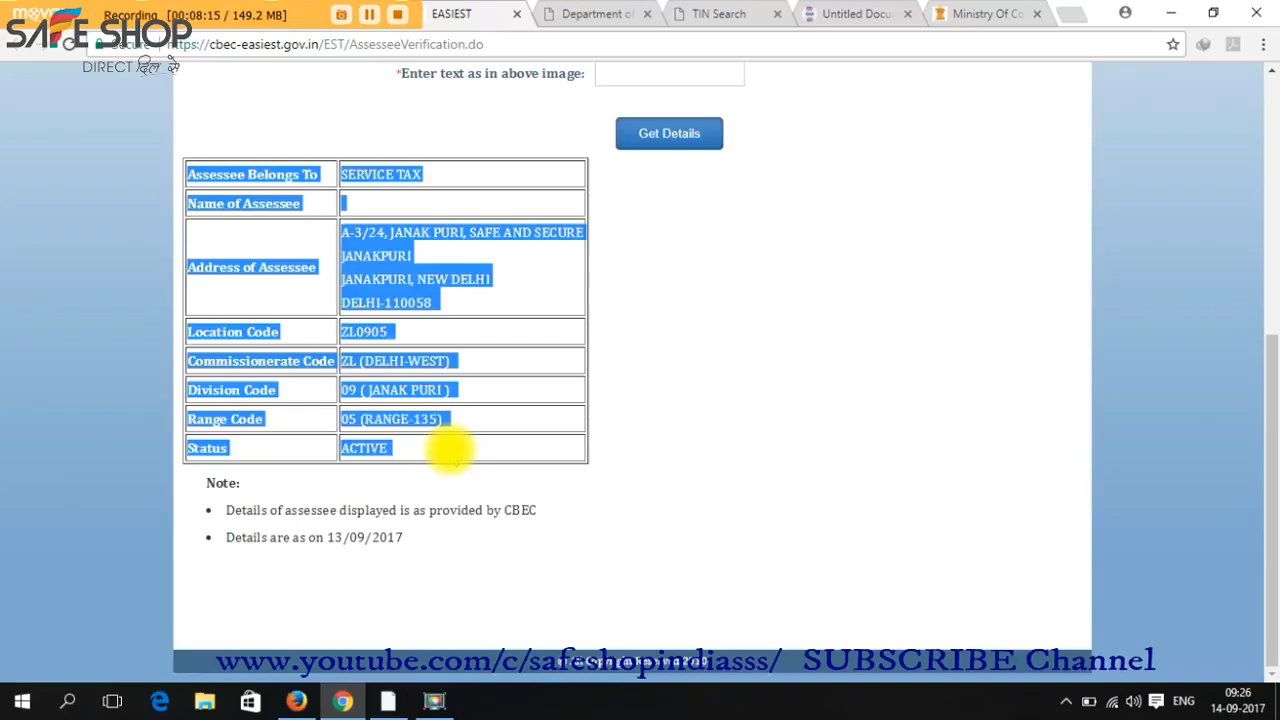 Recording [00:08:15 / 149.2 MB]
EASIEST
Department o
TIN Search
Untitled Docu
Ministry Of Co
SAFE SHOP
DIRECT दिल से
https://cbec-easiest.gov.in/EST/AssesseeVerification.do
*Enter text as in above image:
Get Details
Assessee Belongs To SERVICE TAX
Name of Assessee
Address of Assessee A-3/24, JANAK PURI, SAFE AND SECURE
JANAKPURI
JANAKPURI, NEW DELHI
DELHI-110058
Location Code ZL0905
Commissionerate Code ZL (DELHI-WEST)
Division Code 09 ( JANAK PURI )
Range Code 05 (RANGE-135)
Status ACTIVE
Note:
• Details of assessee displayed is as provided by CBEC
• Details are as on 13/09/2017
www.youtube.com/c/safeshopindiasss/ SUBSCRIBE Channel
ENG
09:26
14-09-2017